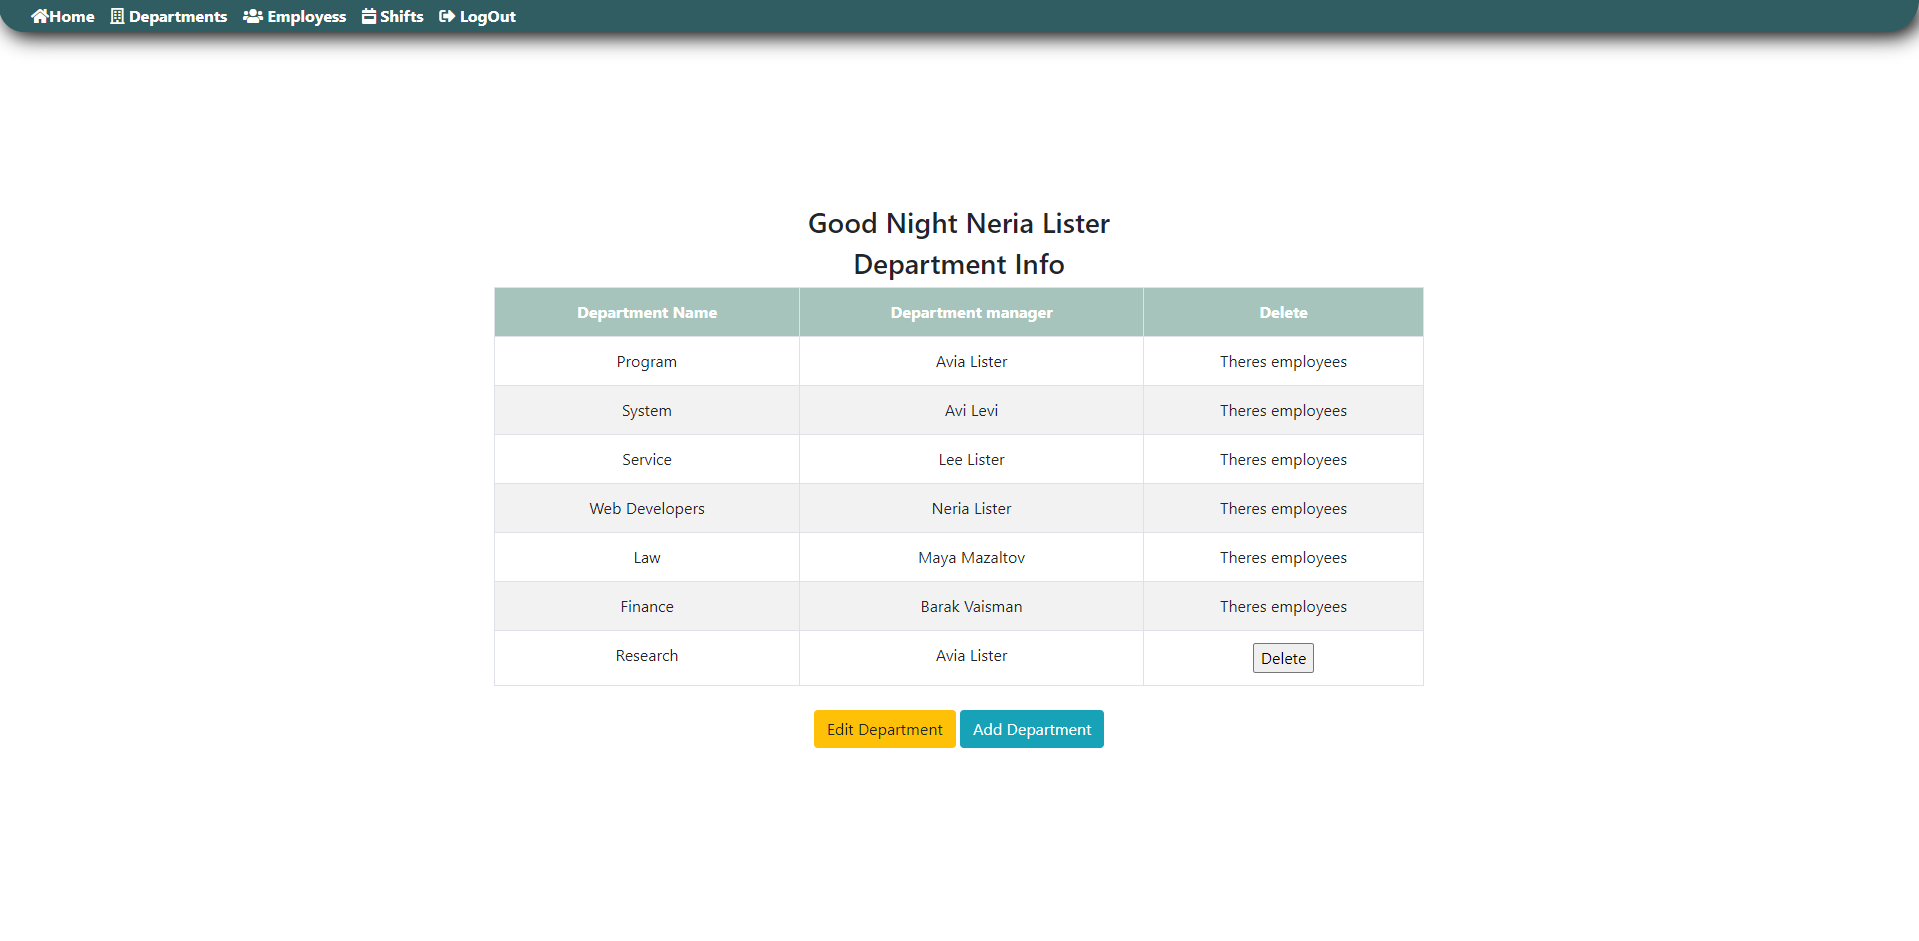 Home Departments Employess Shifts LogOut
Good Night Neria Lister
Department Info
Department Name Department manager Delete
Program Avia Lister Theres employees
System Avi Levi Theres employees
Service Lee Lister Theres employees
Web Developers Neria Lister Theres employees
Law Maya Mazaltov Theres employees
Finance Barak Vaisman Theres employees
Research Avia Lister Delete
Edit Department Add Department